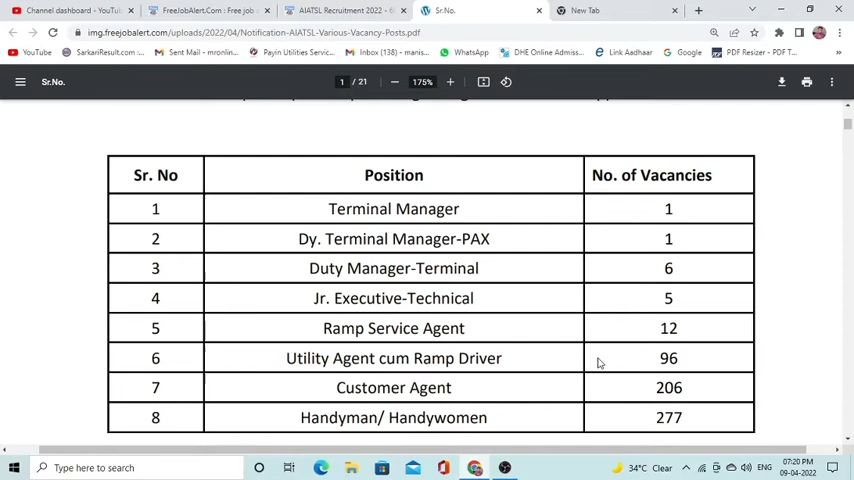 Channel dashboard - YouTub
FreeJobAlert.Com : Free job a
AIATSL Recruitment 2022 - 6
Sr.No.
New Tab
img.freejobalert.com/uploads/2022/04/Notification-AIATSL-Various-Vacancy-Posts.pdf
YouTube
SarkariResult.com :
Sent Mail - mronlin...
Payin Utilities Servic...
Inbox (138) - manis...
WhatsApp
DHE Online Admiss...
Link Aadhaar
Google
PDF Resizer T...
Sr.No.
1 / 21
175%
Sr. No Position No. of Vacancies
1 Terminal Manager 1
2 Dy. Terminal Manager-PAX 1
3 Duty Manager-Terminal 6
4 Jr. Executive-Technical 5
5 Ramp Service Agent 12
6 Utility Agent cum Ramp Driver 96
7 Customer Agent 206
8 Handyman/ Handywomen 277
Type here to search
34°C Clear
ENG
07:20 PM
09-04-2022